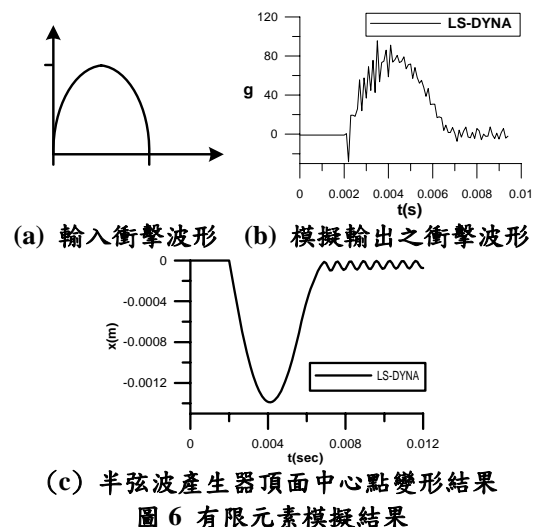 120
80
40
0
g
LS-DYNA
0 0.002 0.004 0.006 0.008 0.01
t(s)
(a) 輸入衝擊波形 (b) 模擬輸出之衝擊波形
0
-0.0004
-0.0008
-0.0012
x(m)
LS-DYNA
0 0.004 0.008 0.012
t(sec)
(c) 半弦波產生器頂面中心點變形結果
圖 6 有限元素模擬結果